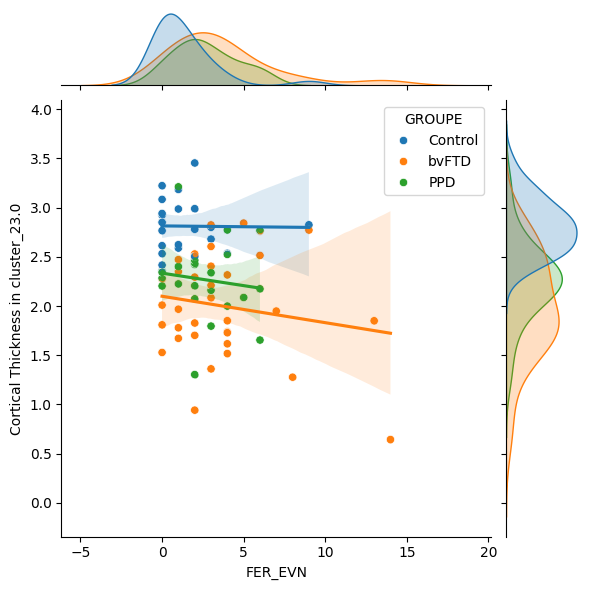 GROUPE
Control
bvFTD
PPD
4.0
3.5
3.0
2.5
2.0
1.5
1.0
0.5
0.0
Cortical Thickness in cluster_23.0
−5 0 5 10 15 20
FER_EVN